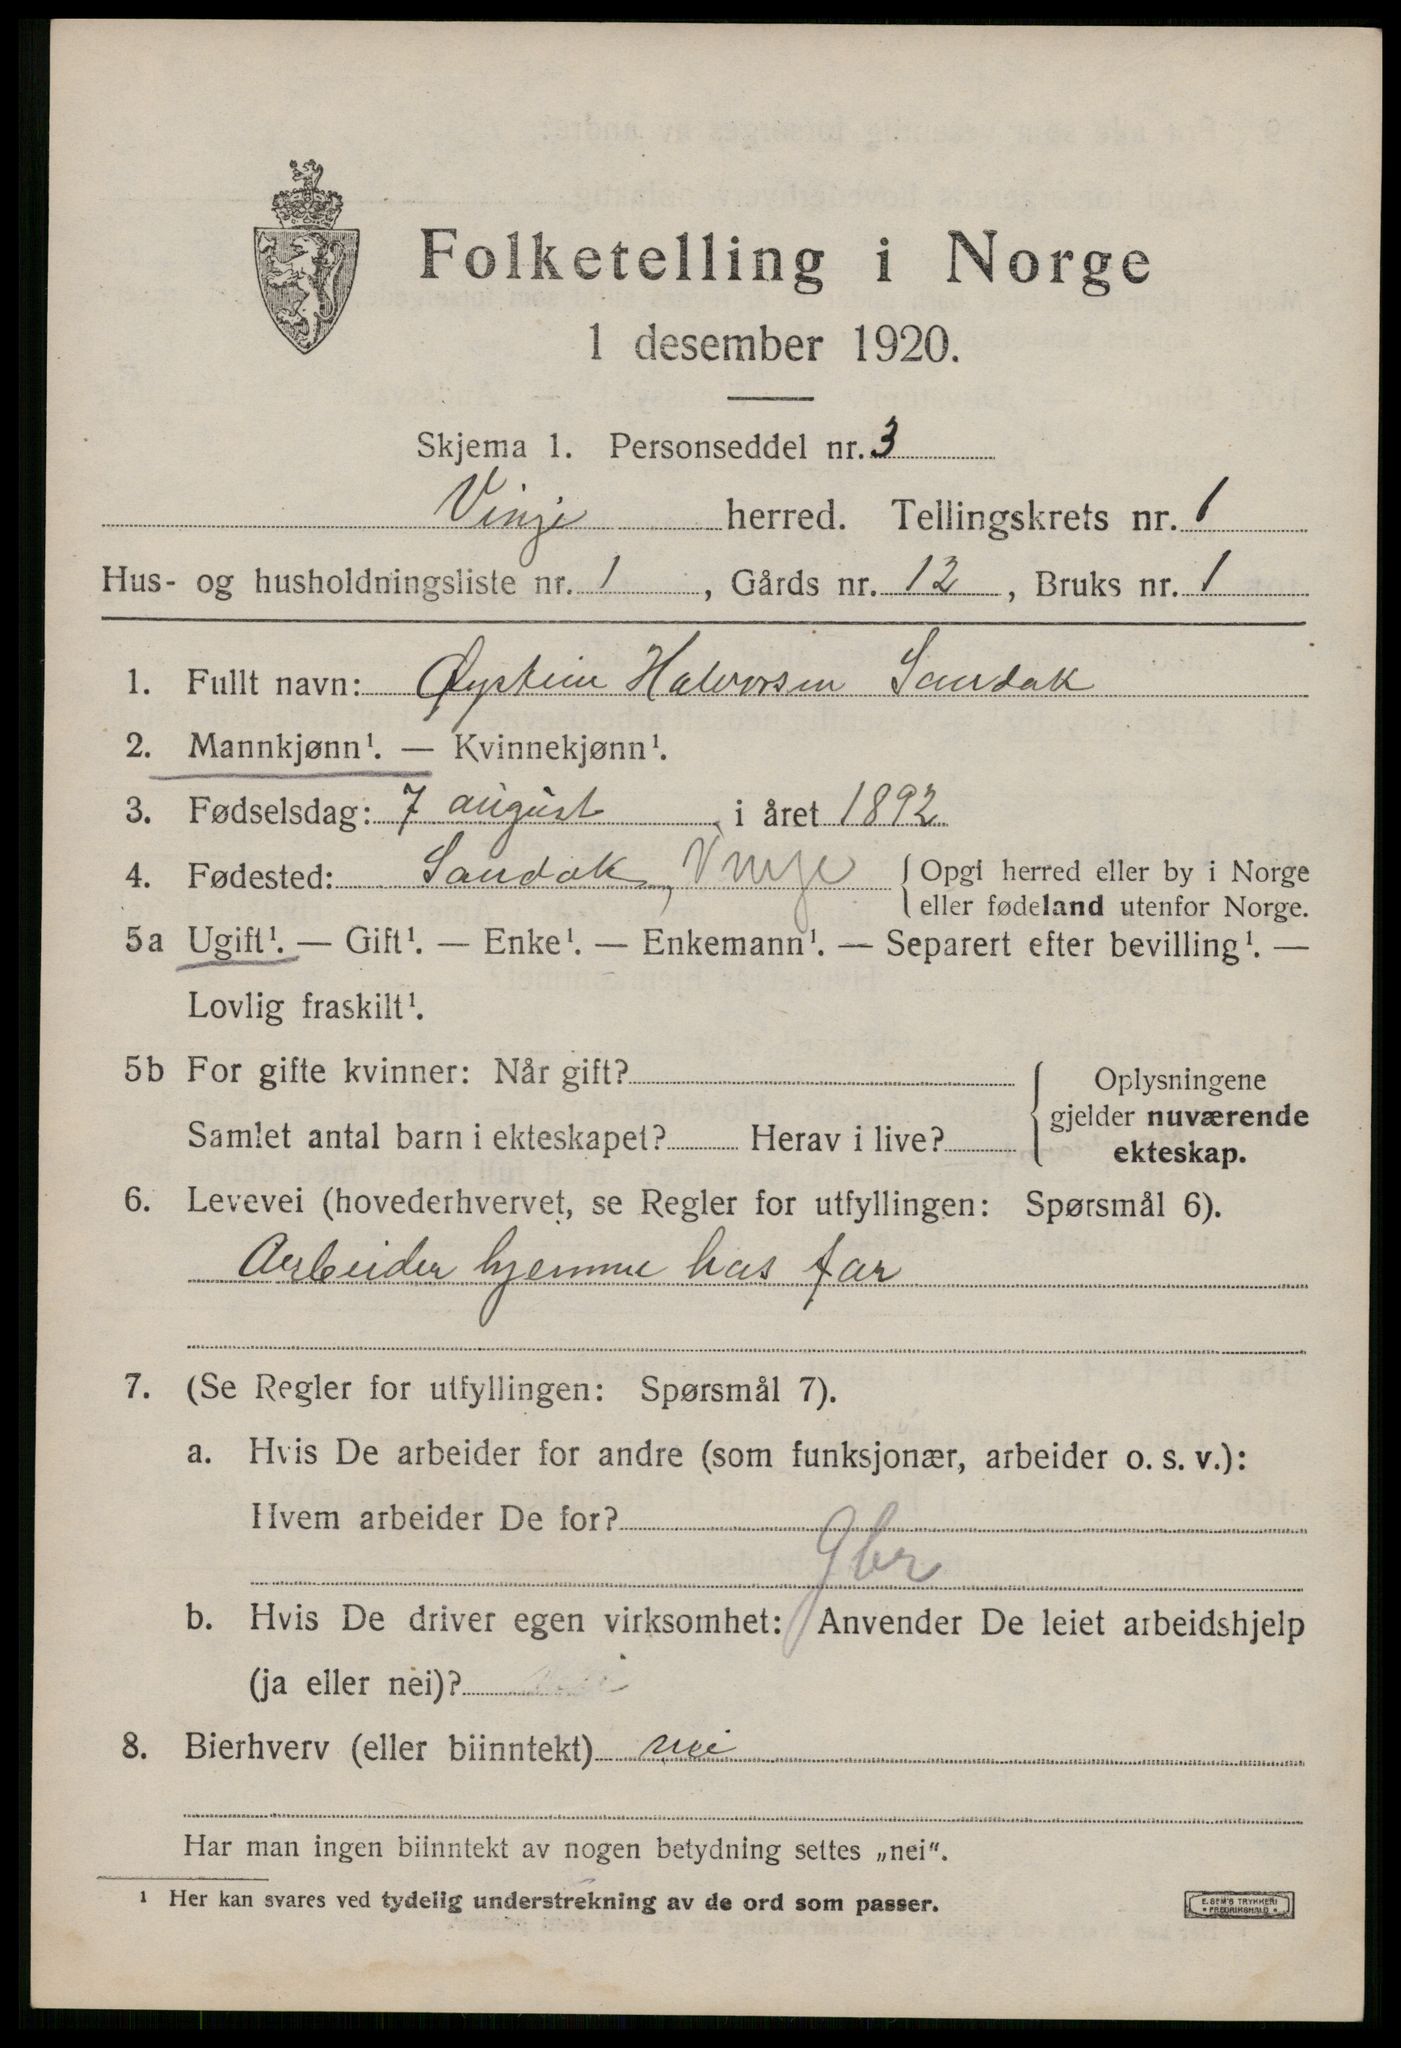 Folketelling i Norge
1 desember 1920.
Skjema 1. Personseddel nr. 3
Vinje herred. Tellingskrets nr. 1
Hus- og husholdningsliste nr. 1, Gårds nr. 12, Bruks nr. 1
1. Fullt navn: Øystein Halvorsen Sandok
2. Mannkjønn¹. — Kvinnekjønn¹.
3. Fødselsdag: 7 august i året 1892
4. Fødested: Sandok, Vinje { Opgi herred eller by i Norge
eller fødeland utenfor Norge.
5a Ugift¹. — Gift¹. — Enke¹. — Enkemann¹. — Separert efter bevilling¹. —
Lovlig fraskilt¹.
5b For gifte kvinner: Når gift? { Oplysningene
gjelder nuværende
Samlet antal barn i ekteskapet? Herav i live?
ekteskap.
6. Levevei (hovederhvervet, se Regler for utfyllingen: Spørsmål 6).
Arbeider hjemme hos far
7. (Se Regler for utfyllingen: Spørsmål 7).
a. Hvis De arbeider for andre (som funksjonær, arbeider o. s. v.):
Hvem arbeider De for?
Gbr
b. Hvis De driver egen virksomhet: Anvender De leiet arbeidshjelp
(ja eller nei)?
8. Bierhverv (eller biinntekt) nei
Har man ingen biinntekt av nogen betydning settes „nei“.
¹ Her kan svares ved tydelig understrekning av de ord som passer.
E. SEM'S TRYKKERI
* FREDRIKSHALD *